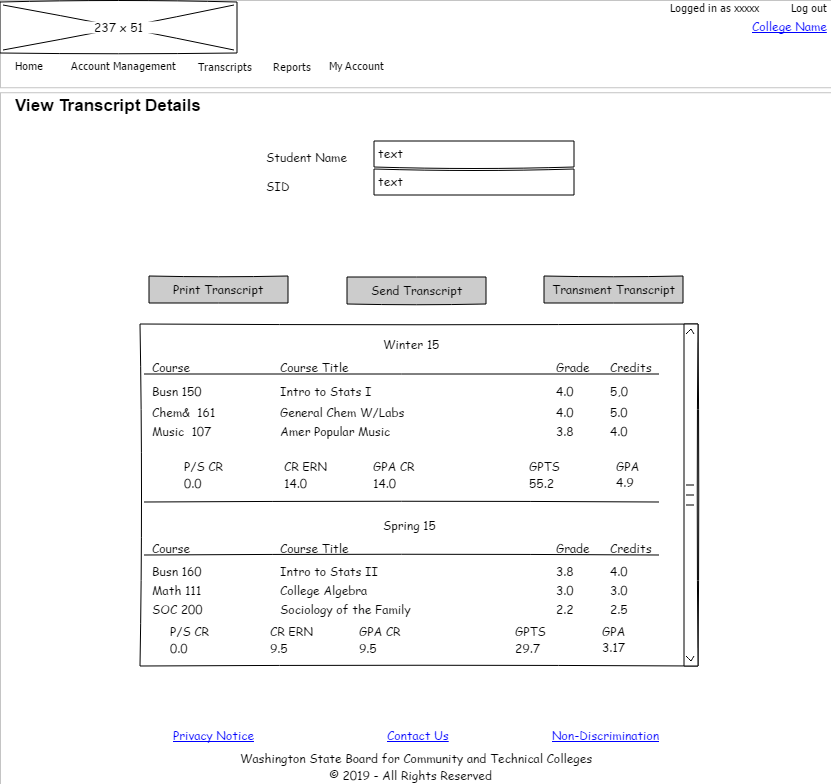 Logged in as xxxxx Log out
237 x 51
College Name
Home Account Management Transcripts Reports My Account
View Transcript Details
Student Name text
SID text
Print Transcript Send Transcript Transment Transcript
Winter 15
Course Course Title Grade Credits
Busn 150 Intro to Stats I 4.0 5.0
Chem& 161 General Chem W/Labs 4.0 5.0
Music 107 Amer Popular Music 3.8 4.0
P/S CR CR ERN GPA CR GPTS GPA
0.0 14.0 14.0 55.2 4.9
Spring 15
Course Course Title Grade Credits
Busn 160 Intro to Stats II 3.8 4.0
Math 111 College Algebra 3.0 3.0
SOC 200 Sociology of the Family 2.2 2.5
P/S CR CR ERN GPA CR GPTS GPA
0.0 9.5 9.5 29.7 3.17
Privacy Notice Contact Us Non-Discrimination
Washington State Board for Community and Technical Colleges
© 2019 - All Rights Reserved